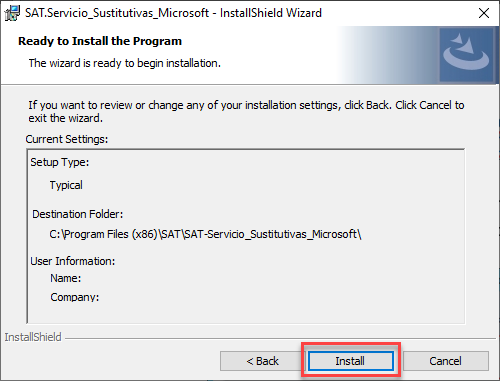 SAT.Servicio_Sustitutivas_Microsoft - InstallShield Wizard
Ready to Install the Program
The wizard is ready to begin installation.
If you want to review or change any of your installation settings, click Back. Click Cancel to
exit the wizard.
Current Settings:
Setup Type:
Typical
Destination Folder:
C:\Program Files (x86)\SAT\SAT-Servicio_Sustitutivas_Microsoft\
User Information:
Name:
Company:
InstallShield
< Back
Install
Cancel